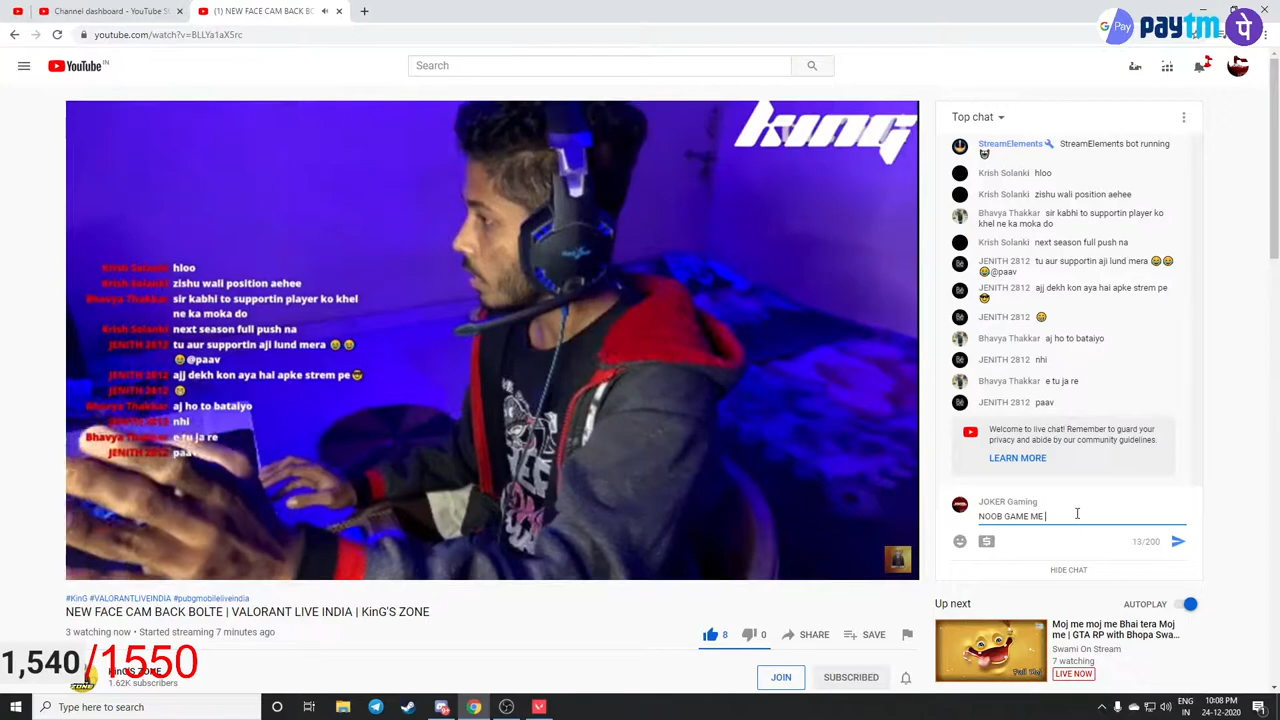 Channel dashboard - YouTube St
(1) NEW FACE CAM BACK BO
G Pay paytm पे
youtube.com/watch?v=BLLYa1aX5rc
YouTube IN
Search
KinG
Krish Solanki hloo
Krish Solanki zishu wali position aehee
Bhavya Thakkar sir kabhi to supportin player ko khel
ne ka moka do
Krish Solanki next season full push na
JENITH 2812 tu aur supportin aji lund mera
@paav
JENITH 2812 ajj dekh kon aya hai apke strem pe
JENITH 2812
Bhavya Thakkar aj ho to bataiyo
JENITH 2812 nhi
Bhavya Thakkar e tu ja re
JENITH 2812 paa
Top chat
StreamElements StreamElements bot running
Krish Solanki hloo
Krish Solanki zishu wali position aehee
Bhavya Thakkar sir kabhi to supportin player ko
khel ne ka moka do
Krish Solanki next season full push na
JENITH 2812 tu aur supportin aji lund mera
@paav
JENITH 2812 ajj dekh kon aya hai apke strem pe
JENITH 2812
Bhavya Thakkar aj ho to bataiyo
JENITH 2812 nhi
Bhavya Thakkar e tu ja re
JENITH 2812 paav
Welcome to live chat! Remember to guard your
privacy and abide by our community guidelines.
LEARN MORE
JOKER Gaming
NOOB GAME ME
13/200
HIDE CHAT
#KinG #VALORANTLIVEINDIA #pubgmobileliveindia
NEW FACE CAM BACK BOLTE | VALORANT LIVE INDIA | KinG'S ZONE
3 watching now • Started streaming 7 minutes ago
8 0 SHARE SAVE
1,540/1550
KinG'S ZONE
1.62K subscribers
JOIN SUBSCRIBED
Up next AUTOPLAY
Moj me moj me Bhai tera Moj
me | GTA RP with Bhopa Swa...
Swami On Stream
7 watching
LIVE NOW
Type here to search
ENG
IN
10:08 PM
24-12-2020